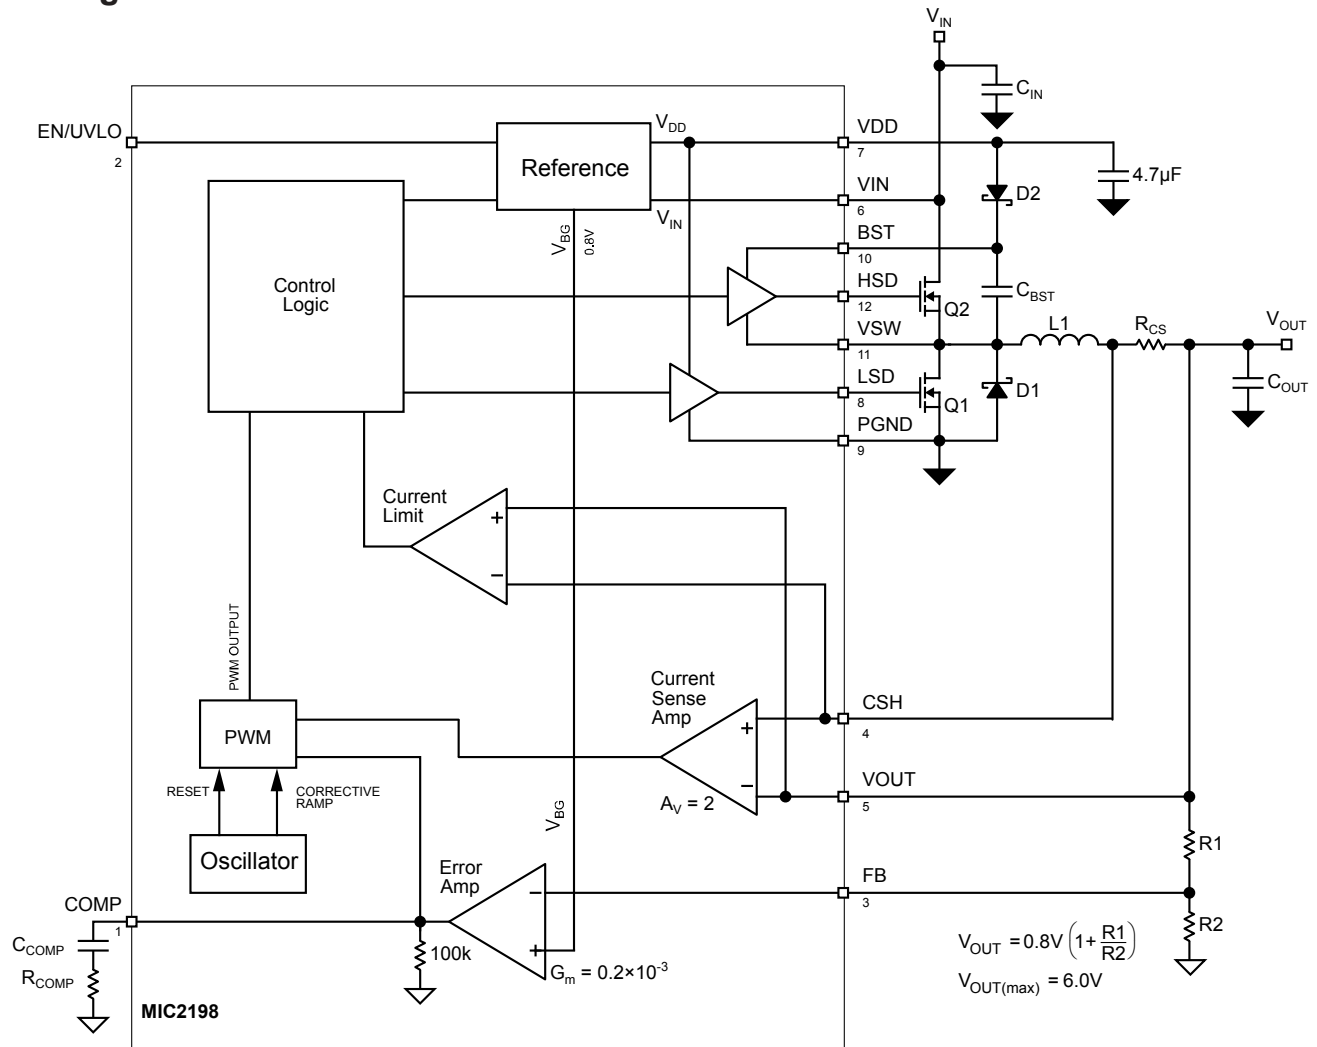 g
V_IN
C_IN
EN/UVLO
2
V_DD
VDD
7
Reference
4.7µF
VIN
6
D2
V_IN
V_BG
0.8V
BST
10
Control
Logic
HSD
12
C_BST
Q2
VSW
11
L1
R_CS
V_OUT
LSD
8
Q1
D1
C_OUT
PGND
9
Current
Limit
+
−
PWM OUTPUT
Current
Sense
Amp
+
−
A_V = 2
CSH
4
PWM
VOUT
5
RESET
CORRECTIVE
RAMP
V_BG
R1
Oscillator
Error
Amp
−
+
FB
3
COMP
1
R2
C_COMP
100k
R_COMP
G_m = 0.2×10^-3
V_OUT = 0.8V (1+ R1/R2)
V_OUT(max) = 6.0V
MIC2198